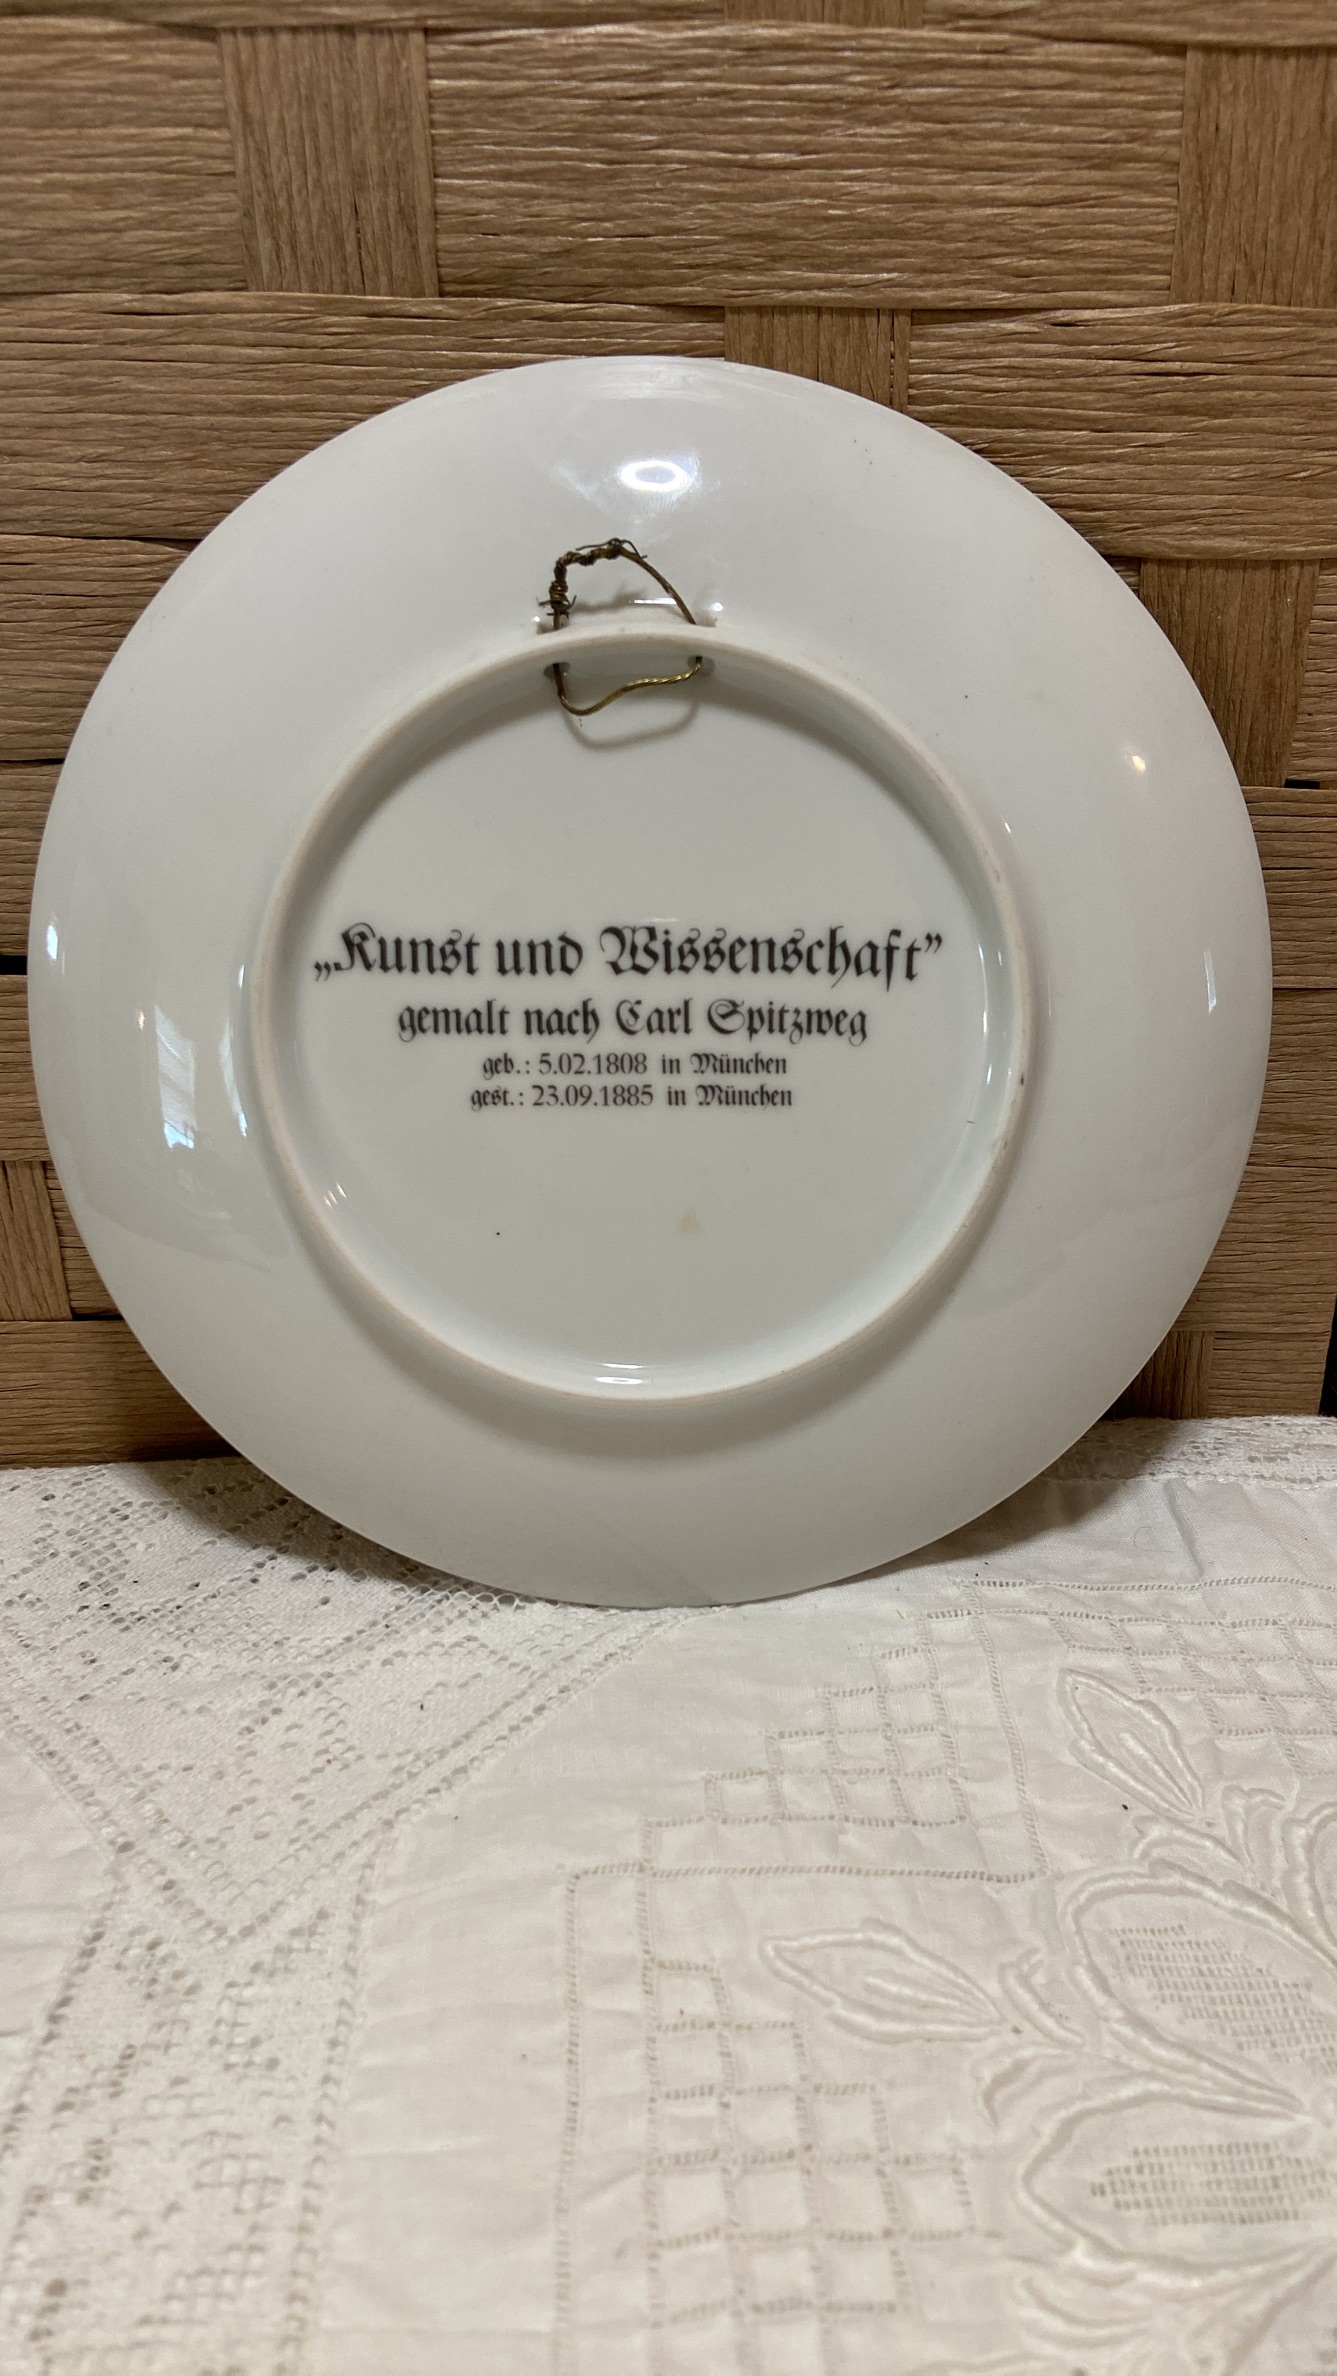 „Kunst und Wissenschaft”
gemalt nach Carl Spitzweg
geb.: 5.02.1808 in München
gest.: 23.09.1885 in München